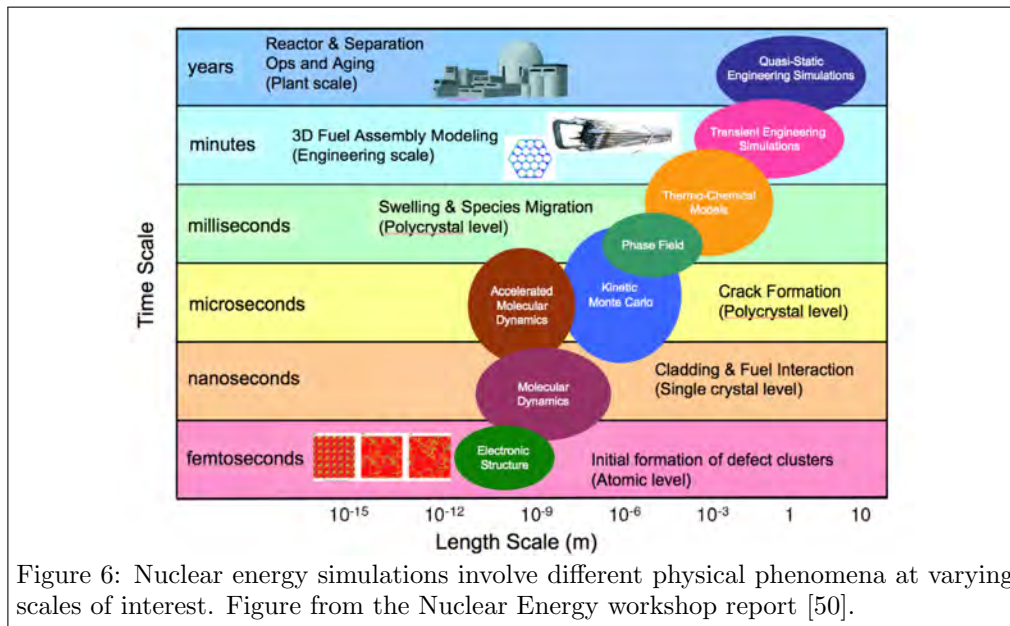 years
Reactor & Separation
Ops and Aging
(Plant scale)
Quasi-Static
Engineering Simulations
minutes
3D Fuel Assembly Modeling
(Engineering scale)
Transient Engineering
Simulations
Thermo-Chemical
Models
milliseconds
Swelling & Species Migration
(Polycrystal level)
Phase Field
Time Scale
microseconds
Accelerated
Molecular
Dynamics
Kinetic
Monte Carlo
Crack Formation
(Polycrystal level)
nanoseconds
Molecular
Dynamics
Cladding & Fuel Interaction
(Single crystal level)
femtoseconds
Electronic
Structure
Initial formation of defect clusters
(Atomic level)
10-15 10-12 10-9 10-6 10-3 1 10
Length Scale (m)
Figure 6: Nuclear energy simulations involve different physical phenomena at varying
scales of interest. Figure from the Nuclear Energy workshop report [50].